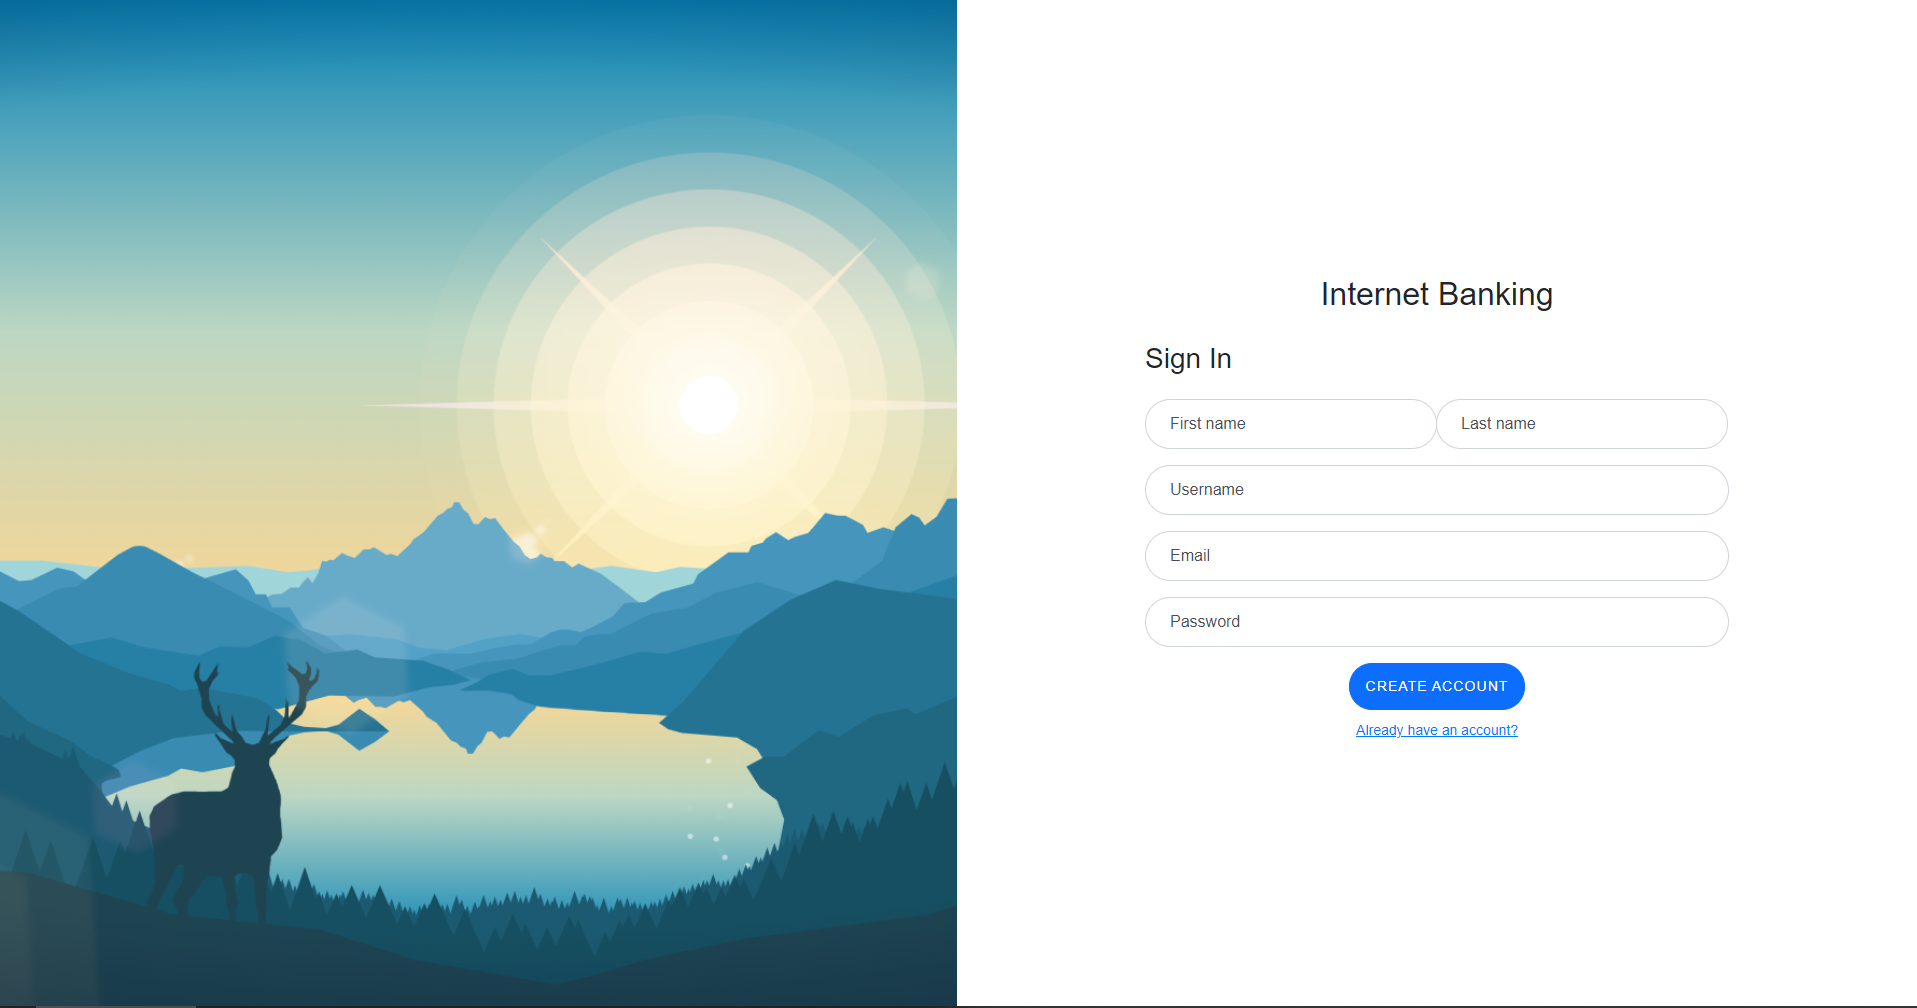 Internet Banking
Sign In
First name Last name
Username
Email
Password
CREATE ACCOUNT
Already have an account?